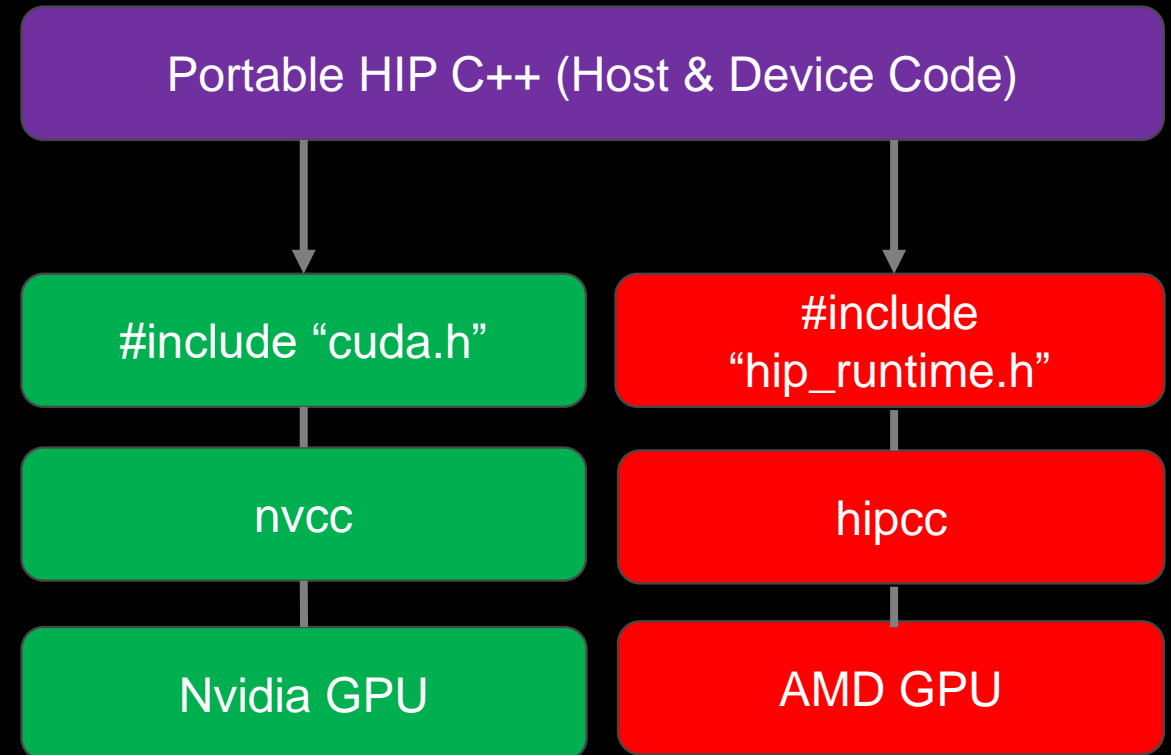 Portable HIP C++ (Host & Device Code)
#include “cuda.h”
#include
“hip_runtime.h”
nvcc
hipcc
Nvidia GPU
AMD GPU